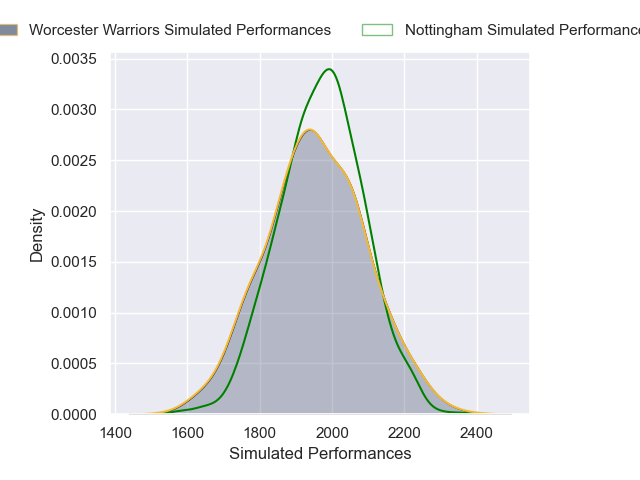 Worcester Warriors Simulated Performances
Nottingham Simulated Performance
0.0035
0.0030
0.0025
0.0020
0.0015
0.0010
0.0005
0.0000
Density
1400 1600 1800 2000 2200 2400
Simulated Performances